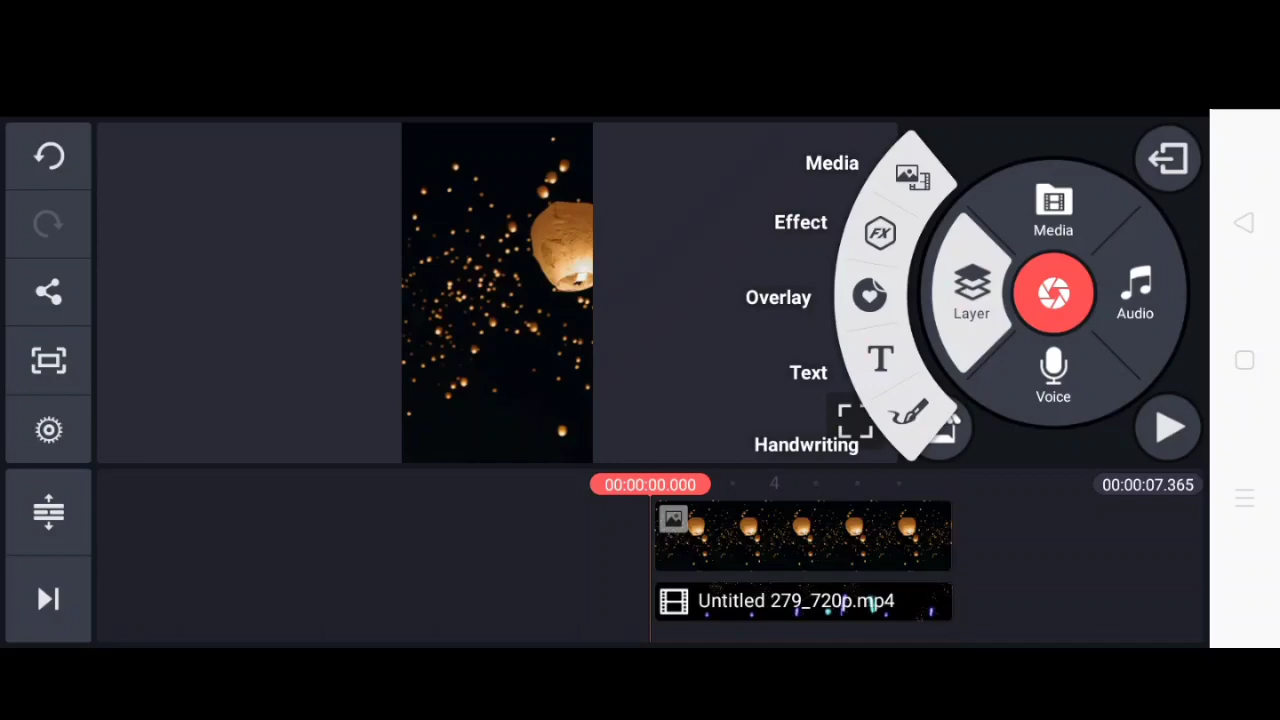 Media
Effect
Overlay
Text
Handwriting
Media
Layer
Audio
Voice
FX
T
00:00:00.000
4
00:00:07.365
Untitled 279_720p.mp4